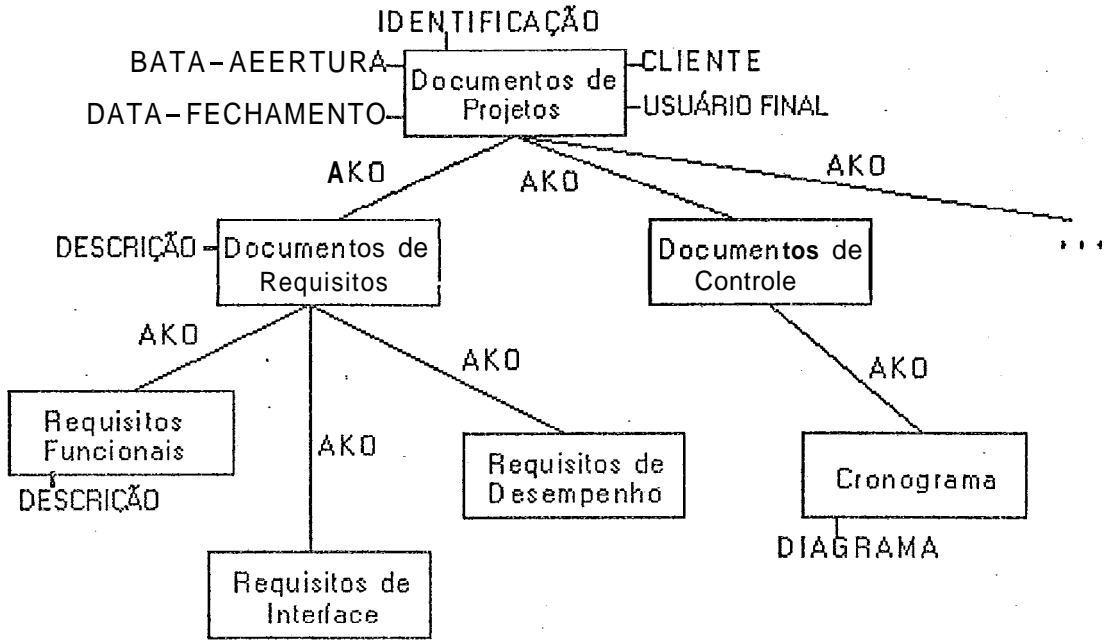 IDENTIFICAÇÃO
BATA-AEERTURA
Documentos de
Projetos
CLIENTE
DATA-FECHAMENTO
USUÁRIO FINAL
AKO
AKO
AKO
DESCRIÇÃO
Documentos de
Requisitos
Documentos de
Controle
...
AKO
AKO
AKO
AKO
Requisitos
Funcionais
DESCRIÇÃO
Requisitos de
Desempenho
Cronograma
DIAGRAMA
Requisitos de
Interface